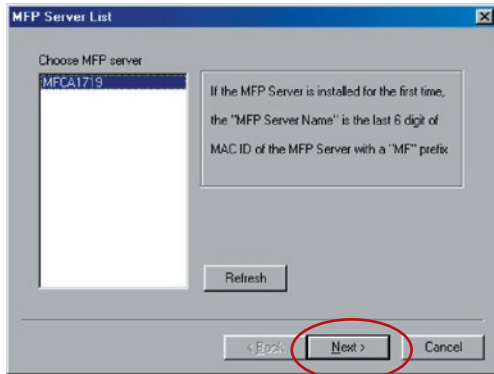 MFP Server List
Choose MFP server
MFCA1719
If the MFP Server is installed for the first time,
the "MFP Server Name" is the last 6 digit of
MAC ID of the MFP Server with a "MF" prefix
Refresh
< Back
Next >
Cancel